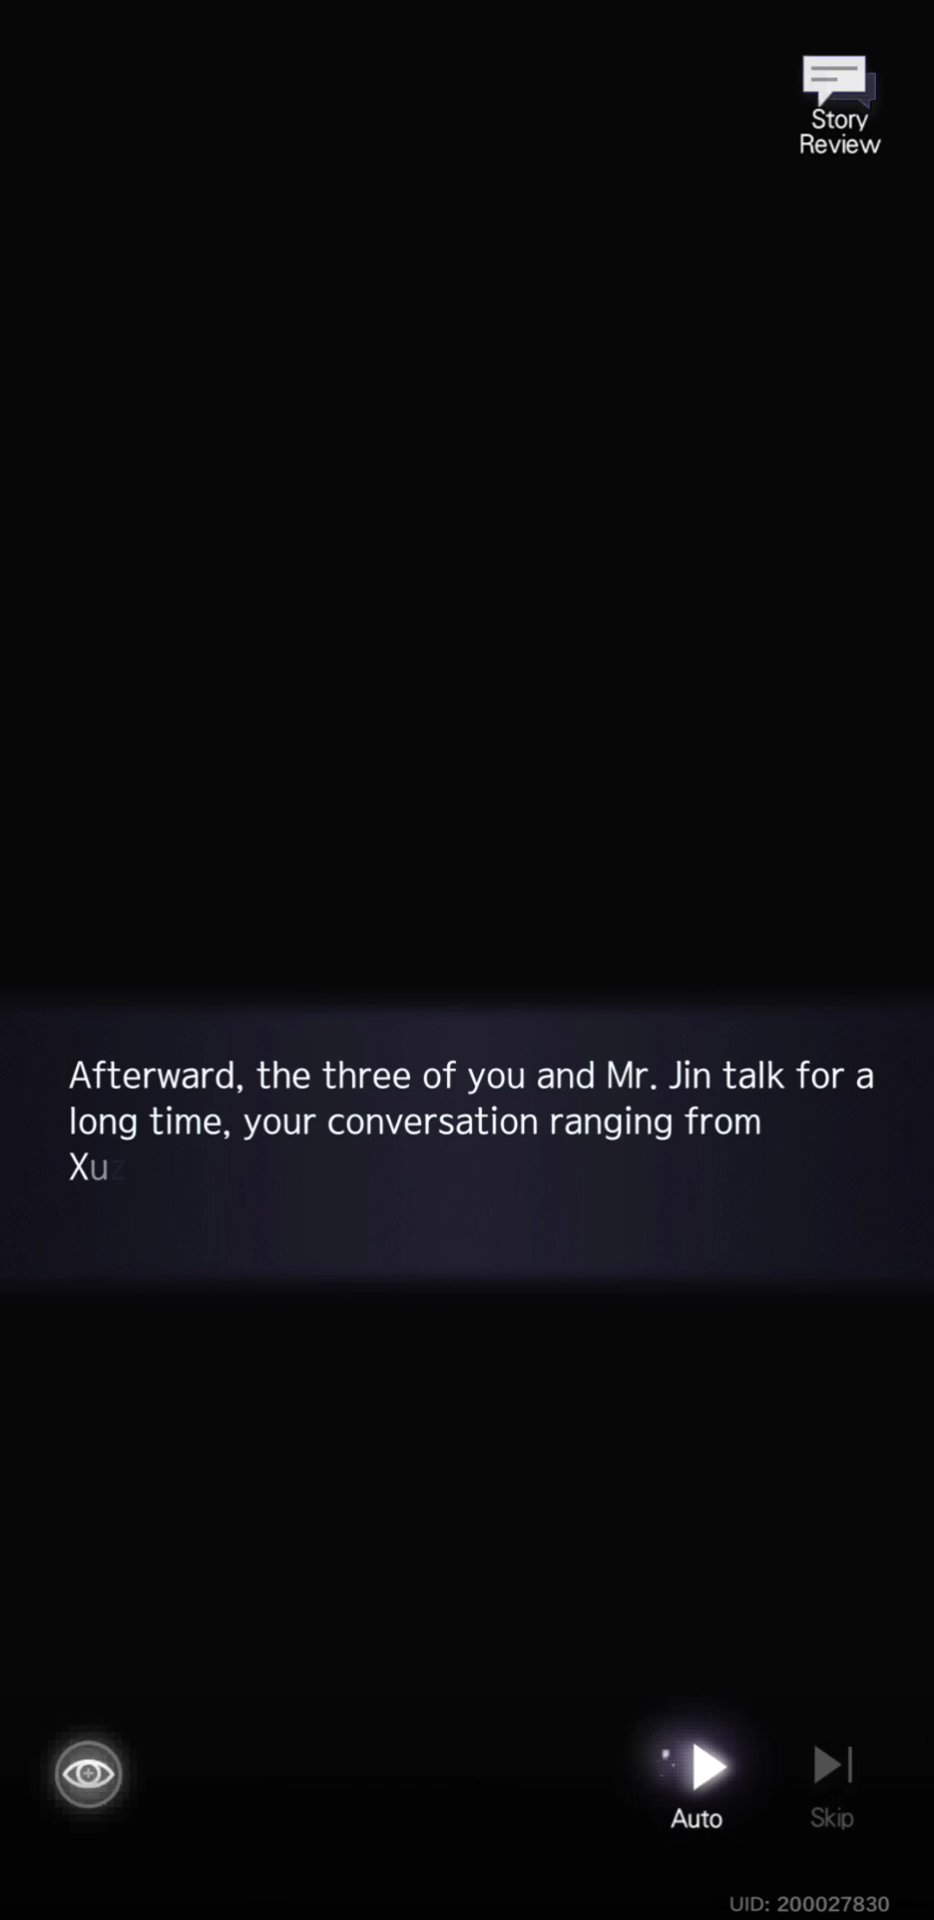 Story
Review
Afterward, the three of you and Mr. Jin talk for a
long time, your conversation ranging from
Xuz
Auto
Skip
UID: 200027830